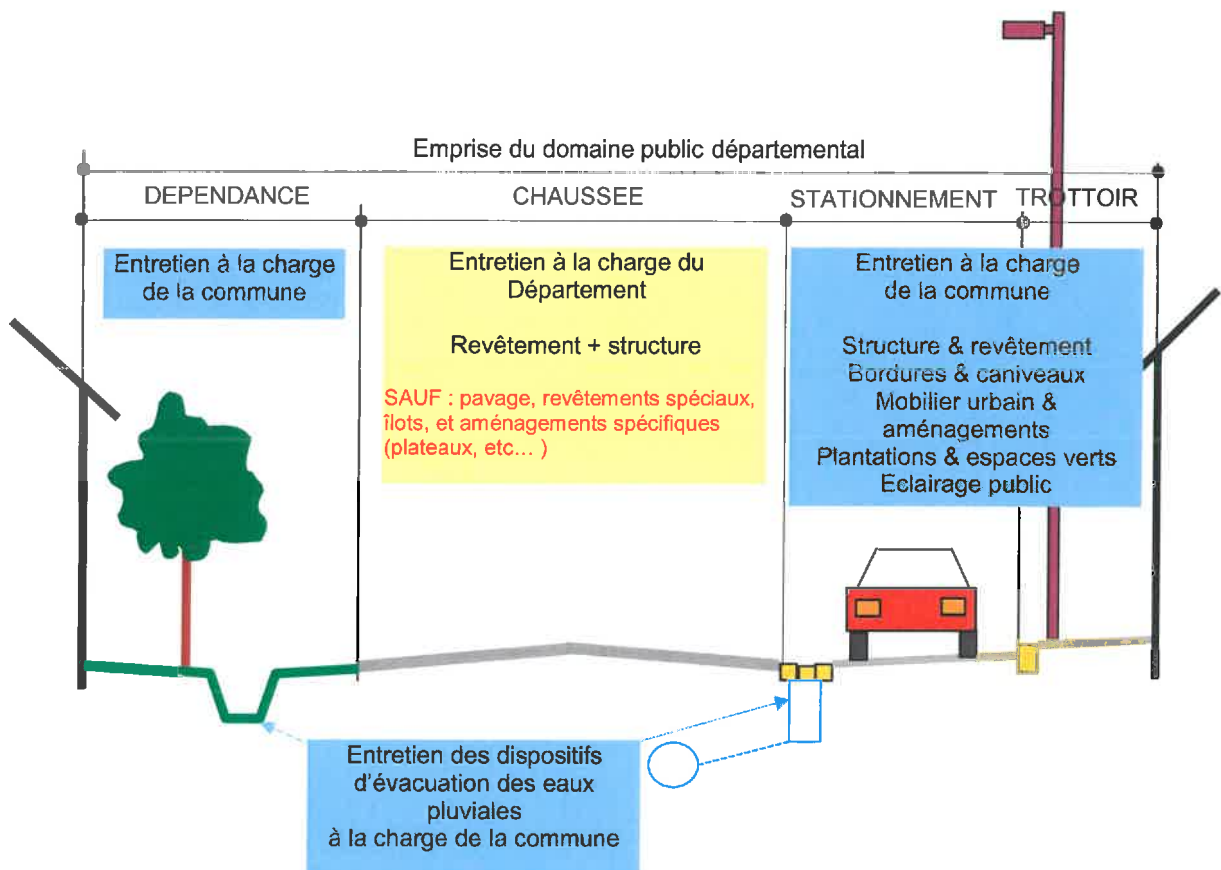 Emprise du domaine public départemental
DEPENDANCE
CHAUSSEE
STATIONNEMENT
TROTTOIR
Entretien à la charge
de la commune
Entretien à la charge du
Département
Revêtement + structure
SAUF : pavage, revêtements spéciaux,
îlots, et aménagements spécifiques
(plateaux, etc... )
Entretien à la charge
de la commune
Structure & revêtement
Bordures & caniveaux
Mobilier urbain &
aménagements
Plantations & espaces verts
Eclairage public
Entretien des dispositifs
d'évacuation des eaux
pluviales
à la charge de la commune